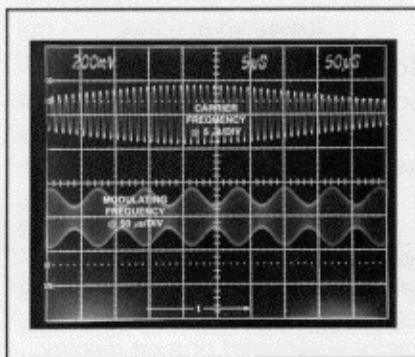 200mV 5µS 50µS
CARRIER
FREQUENCY
@ 5 µs/DIV
MODULATING
FREQUENCY
@ 50 µs/DIV
t